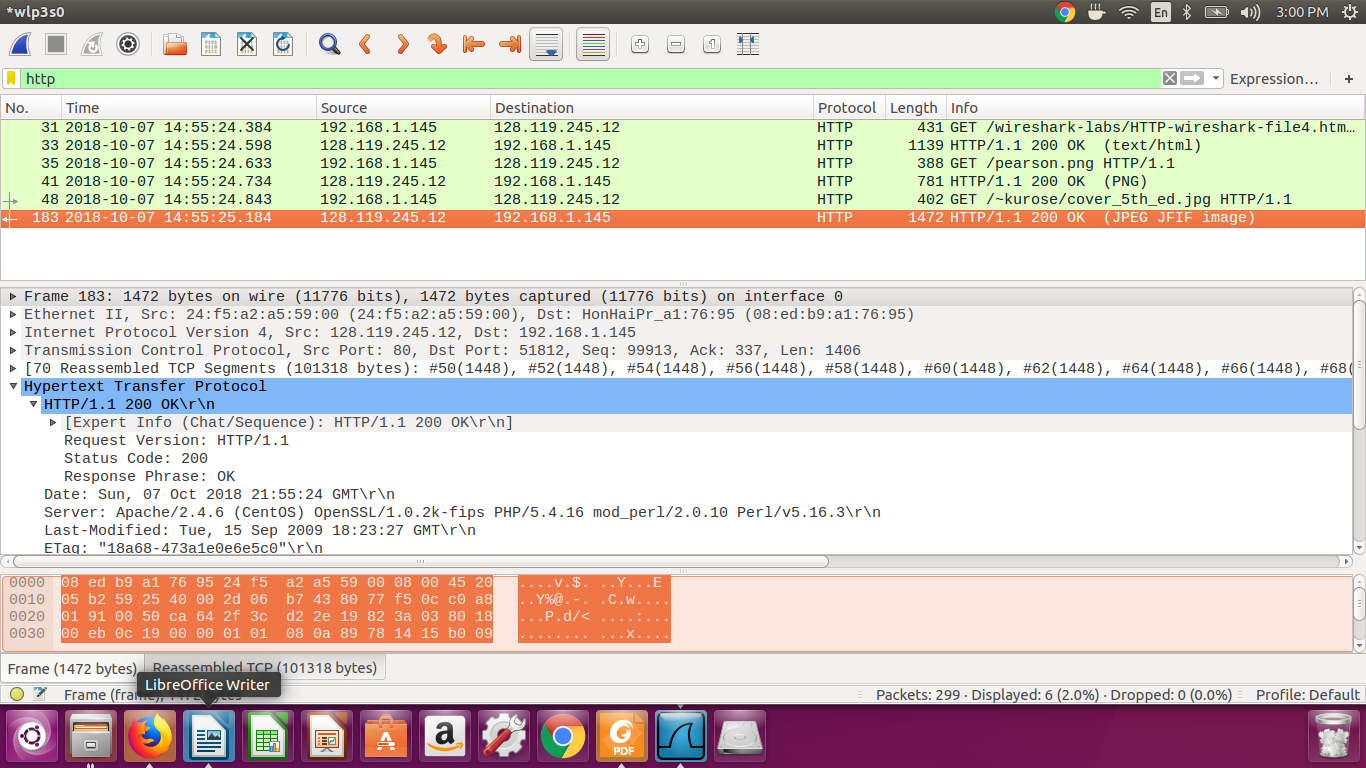 *wlp3s0 En 3:00 PM
http Expression… +
No. Time Source Destination Protocol Length Info
31 2018-10-07 14:55:24.384 192.168.1.145 128.119.245.12 HTTP 431 GET /wireshark-labs/HTTP-wireshark-file4.htm…
33 2018-10-07 14:55:24.598 128.119.245.12 192.168.1.145 HTTP 1139 HTTP/1.1 200 OK (text/html)
35 2018-10-07 14:55:24.633 192.168.1.145 128.119.245.12 HTTP 388 GET /pearson.png HTTP/1.1
41 2018-10-07 14:55:24.734 128.119.245.12 192.168.1.145 HTTP 781 HTTP/1.1 200 OK (PNG)
48 2018-10-07 14:55:24.843 192.168.1.145 128.119.245.12 HTTP 402 GET /~kurose/cover_5th_ed.jpg HTTP/1.1
183 2018-10-07 14:55:25.184 128.119.245.12 192.168.1.145 HTTP 1472 HTTP/1.1 200 OK (JPEG JFIF image)
Frame 183: 1472 bytes on wire (11776 bits), 1472 bytes captured (11776 bits) on interface 0
Ethernet II, Src: 24:f5:a2:a5:59:00 (24:f5:a2:a5:59:00), Dst: HonHaiPr_a1:76:95 (08:ed:b9:a1:76:95)
Internet Protocol Version 4, Src: 128.119.245.12, Dst: 192.168.1.145
Transmission Control Protocol, Src Port: 80, Dst Port: 51812, Seq: 99913, Ack: 337, Len: 1406
[70 Reassembled TCP Segments (101318 bytes): #50(1448), #52(1448), #54(1448), #56(1448), #58(1448), #60(1448), #62(1448), #64(1448), #66(1448), #68(
Hypertext Transfer Protocol
HTTP/1.1 200 OK\r\n
[Expert Info (Chat/Sequence): HTTP/1.1 200 OK\r\n]
Request Version: HTTP/1.1
Status Code: 200
Response Phrase: OK
Date: Sun, 07 Oct 2018 21:55:24 GMT\r\n
Server: Apache/2.4.6 (CentOS) OpenSSL/1.0.2k-fips PHP/5.4.16 mod_perl/2.0.10 Perl/v5.16.3\r\n
Last-Modified: Tue, 15 Sep 2009 18:23:27 GMT\r\n
ETag: "18a68-473a1e0e6e5c0"\r\n
0000 08 ed b9 a1 76 95 24 f5 a2 a5 59 00 08 00 45 20 ....v.$. ..Y...E
0010 05 b2 59 25 40 00 2d 06 b7 43 80 77 f5 0c c0 a8 ..Y%@.-. .C.w....
0020 01 91 00 50 ca 64 2f 3c d2 2e 19 82 3a 03 80 18 ...P.d/< ....:...
0030 00 eb 0c 19 00 00 01 01 08 0a 89 78 14 15 b0 09 ........ ...x....
Frame (1472 bytes) Reassembled TCP (101318 bytes)
LibreOffice Writer
Frame (frame), 1472 bytes Packets: 299 · Displayed: 6 (2.0%) · Dropped: 0 (0.0%) Profile: Default
PDF